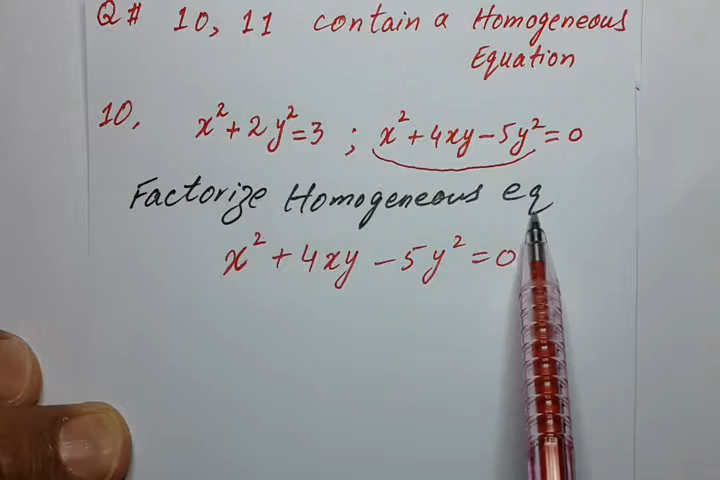 Q# 10, 11 contain a Homogeneous
Equation
10. x² + 2y² = 3 ; x² + 4xy - 5y² = 0
Factorize Homogeneous eq
x² + 4xy - 5y² = 0